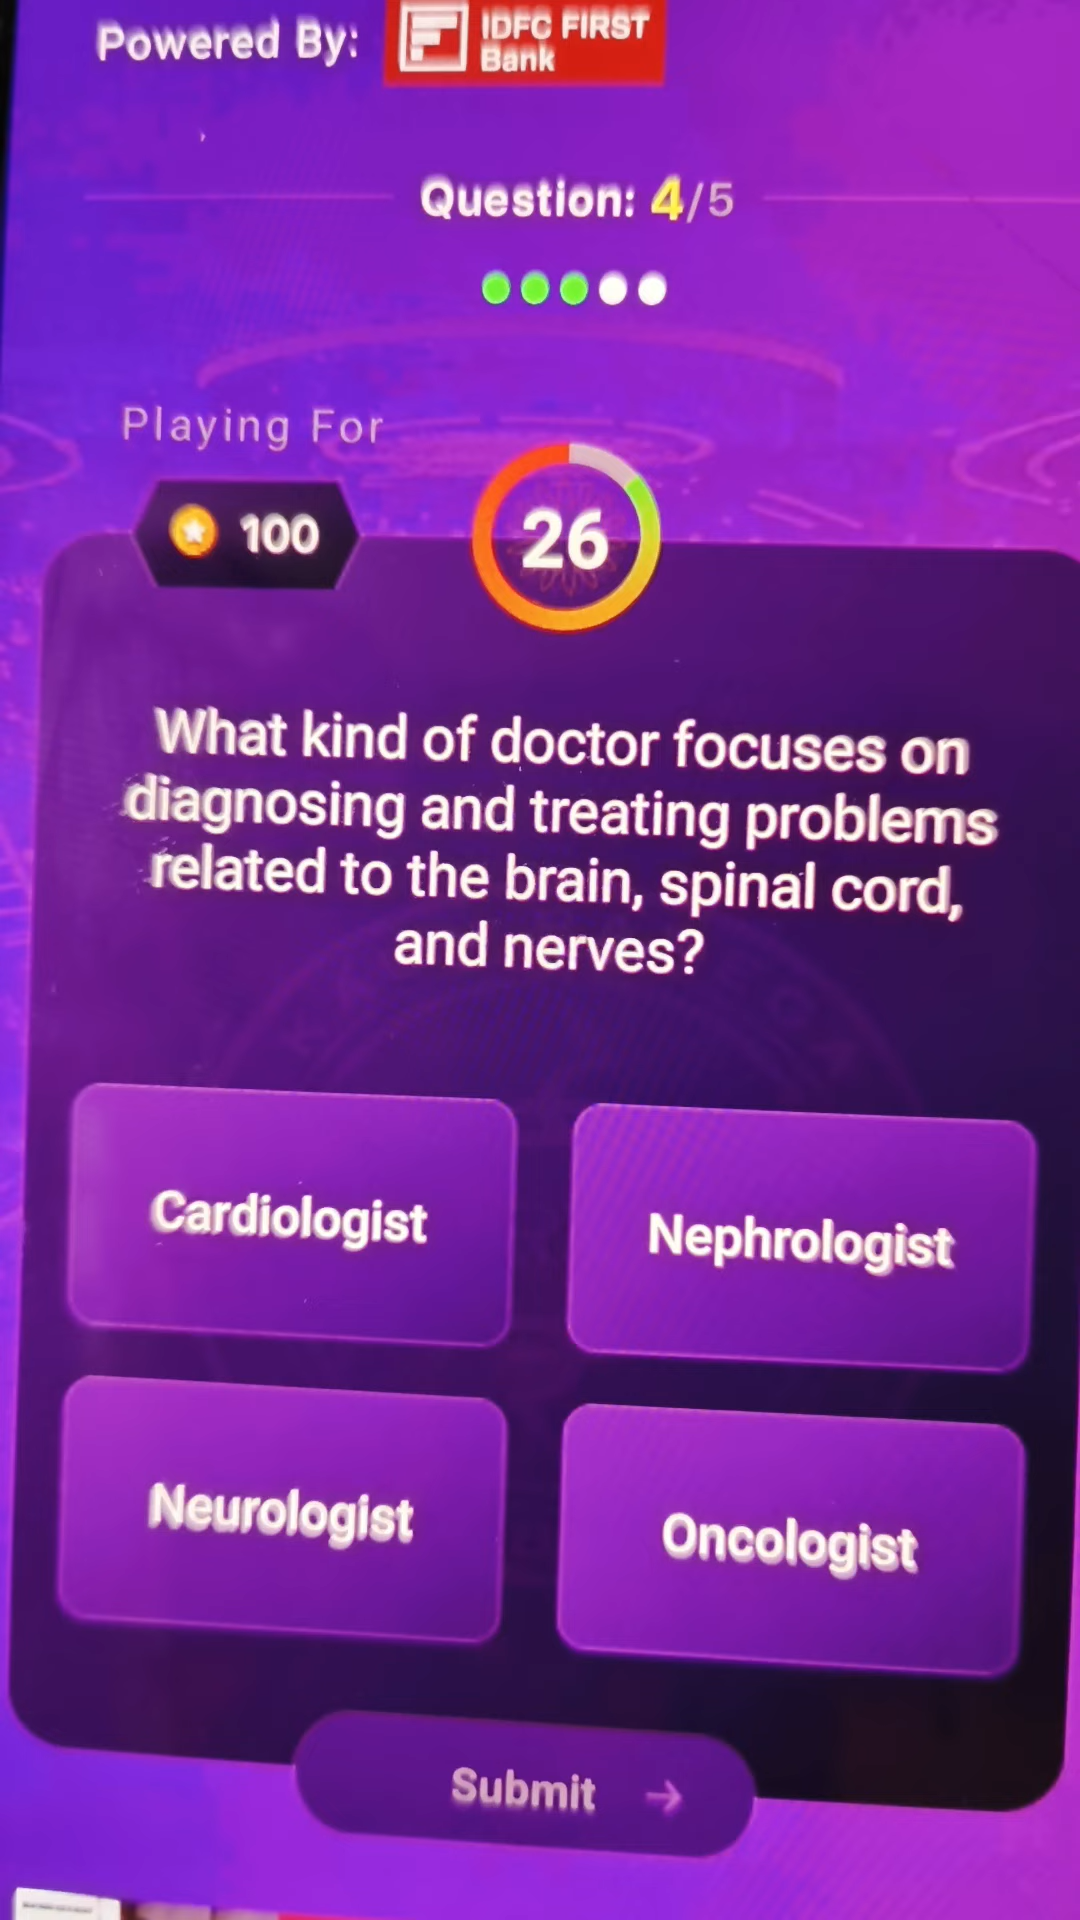 Powered By:
IDFC FIRST
Bank
Question: 4/5
Playing For
100
26
What kind of doctor focuses on
diagnosing and treating problems
related to the brain, spinal cord,
and nerves?
Cardiologist
Nephrologist
Neurologist
Oncologist
Submit →